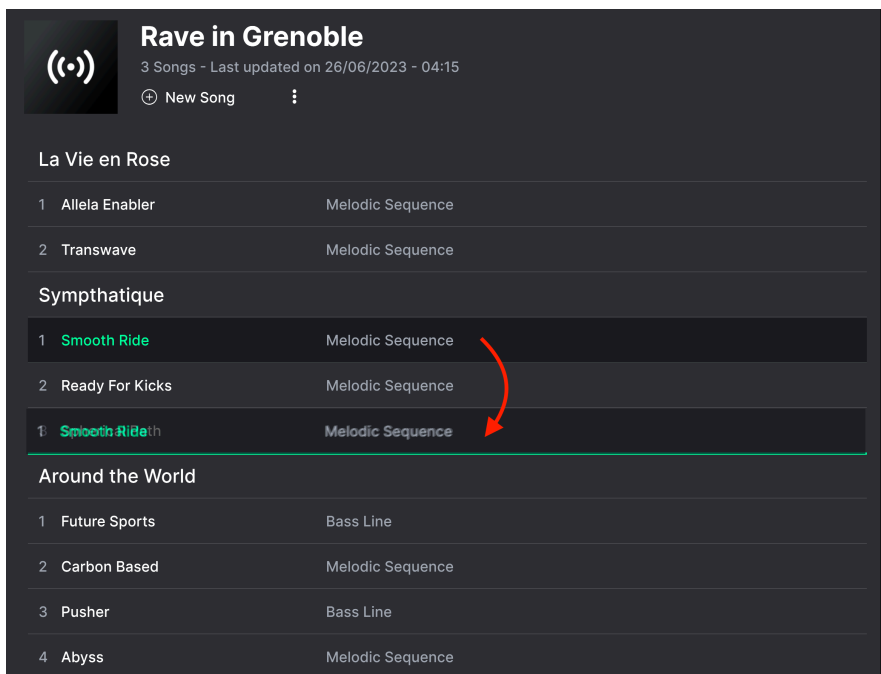 Rave in Grenoble
3 Songs - Last updated on 26/06/2023 - 04:15
New Song
La Vie en Rose
1 Allela Enabler Melodic Sequence
2 Transwave Melodic Sequence
Sympthatique
1 Smooth Ride Melodic Sequence
2 Ready For Kicks Melodic Sequence
1 Smooth Ride Melodic Sequence
Around the World
1 Future Sports Bass Line
2 Carbon Based Melodic Sequence
3 Pusher Bass Line
4 Abyss Melodic Sequence